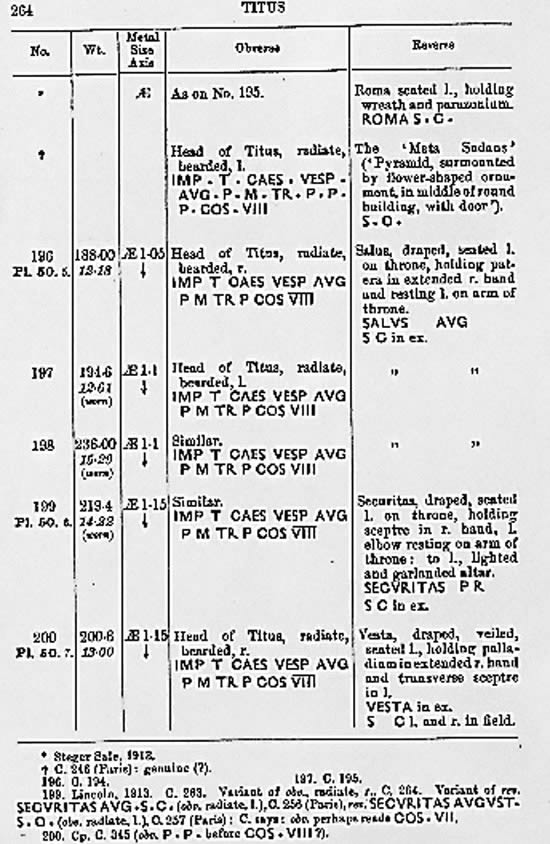 264
TITUS
No.
Wt.
Metal
Size
Axis
Obverse
Reverse
*
Æ
As on No. 195.
Roma seated l., holding
wreath and parazonium.
ROMA S · C ·
†
Head of Titus, radiate,
bearded, l.
IMP · T · CAES · VESP ·
AVG · P · M · TR · P · P ·
P · COS · VIII
The 'Meta Sudans'
('Pyramid, surmounted
by flower-shaped orna-
ment, in middle of round
building, with door').
S · C ·
196
Pl. 50. 5.
188·00
12·18
Æ 1·05
↓
Head of Titus, radiate,
bearded, r.
IMP T CAES VESP AVG
P M TR P COS VIII
Salus, draped, seated l.
on throne, holding pat-
era in extended r. hand
and resting l. on arm of
throne.
SALVS AVG
S C in ex.
197
194·6
12·61
(worn)
Æ 1·1
↓
Head of Titus, radiate,
bearded, l.
IMP T CAES VESP AVG
P M TR P COS VIII
" "
198
236·00
15·29
(worn)
Æ 1·1
↓
Similar.
IMP T CAES VESP AVG
P M TR P COS VIII
" "
199
Pl. 50. 6.
219·4
14·22
(worn)
Æ 1·15
↓
Similar.
IMP T CAES VESP AVG
P M TR P COS VIII
Securitas, draped, seated
l. on throne, holding
sceptre in r. hand, l.
elbow resting on arm of
throne: to l., lighted
and garlanded altar.
SECVRITAS P R
S C in ex.
200
Pl. 50. 7.
200·6
13·00
Æ 1·15
↓
Head of Titus, radiate,
bearded, r.
IMP T CAES VESP AVG
P M TR P COS VIII
Vesta, draped, veiled,
seated l., holding palla-
dium in extended r. hand
and transverse sceptre
in l.
VESTA in ex.
S C l. and r. in field.
* Steger Sale, 1912.
† C. 246 (Paris): genuine (?).
196. C. 194.
197. C. 195.
199. Lincoln, 1913. C. 263. Variant of obv., radiate, r., C. 264. Variant of rev.
SECVRITAS AVG · S · C · (obv. radiate, l.), C. 256 (Paris), rev. SECVRITAS AVGVST·
S · C · (obv. radiate, l.), C. 257 (Paris): C. says: obv. perhaps reads COS · VII.
200. Cp. C. 345 (obv. P · P · before COS · VIII ?).